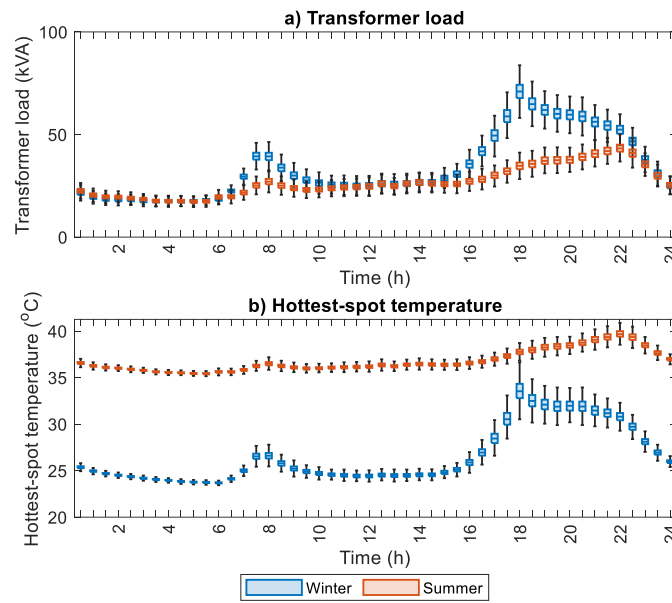 a) Transformer load
Transformer load (kVA)
100
50
0
2 4 6 8 10 12 14 16 18 20 22 24
Time (h)
b) Hottest-spot temperature
Hottest-spot temperature (°C)
40
35
30
25
20
2 4 6 8 10 12 14 16 18 20 22 24
Time (h)
Winter Summer